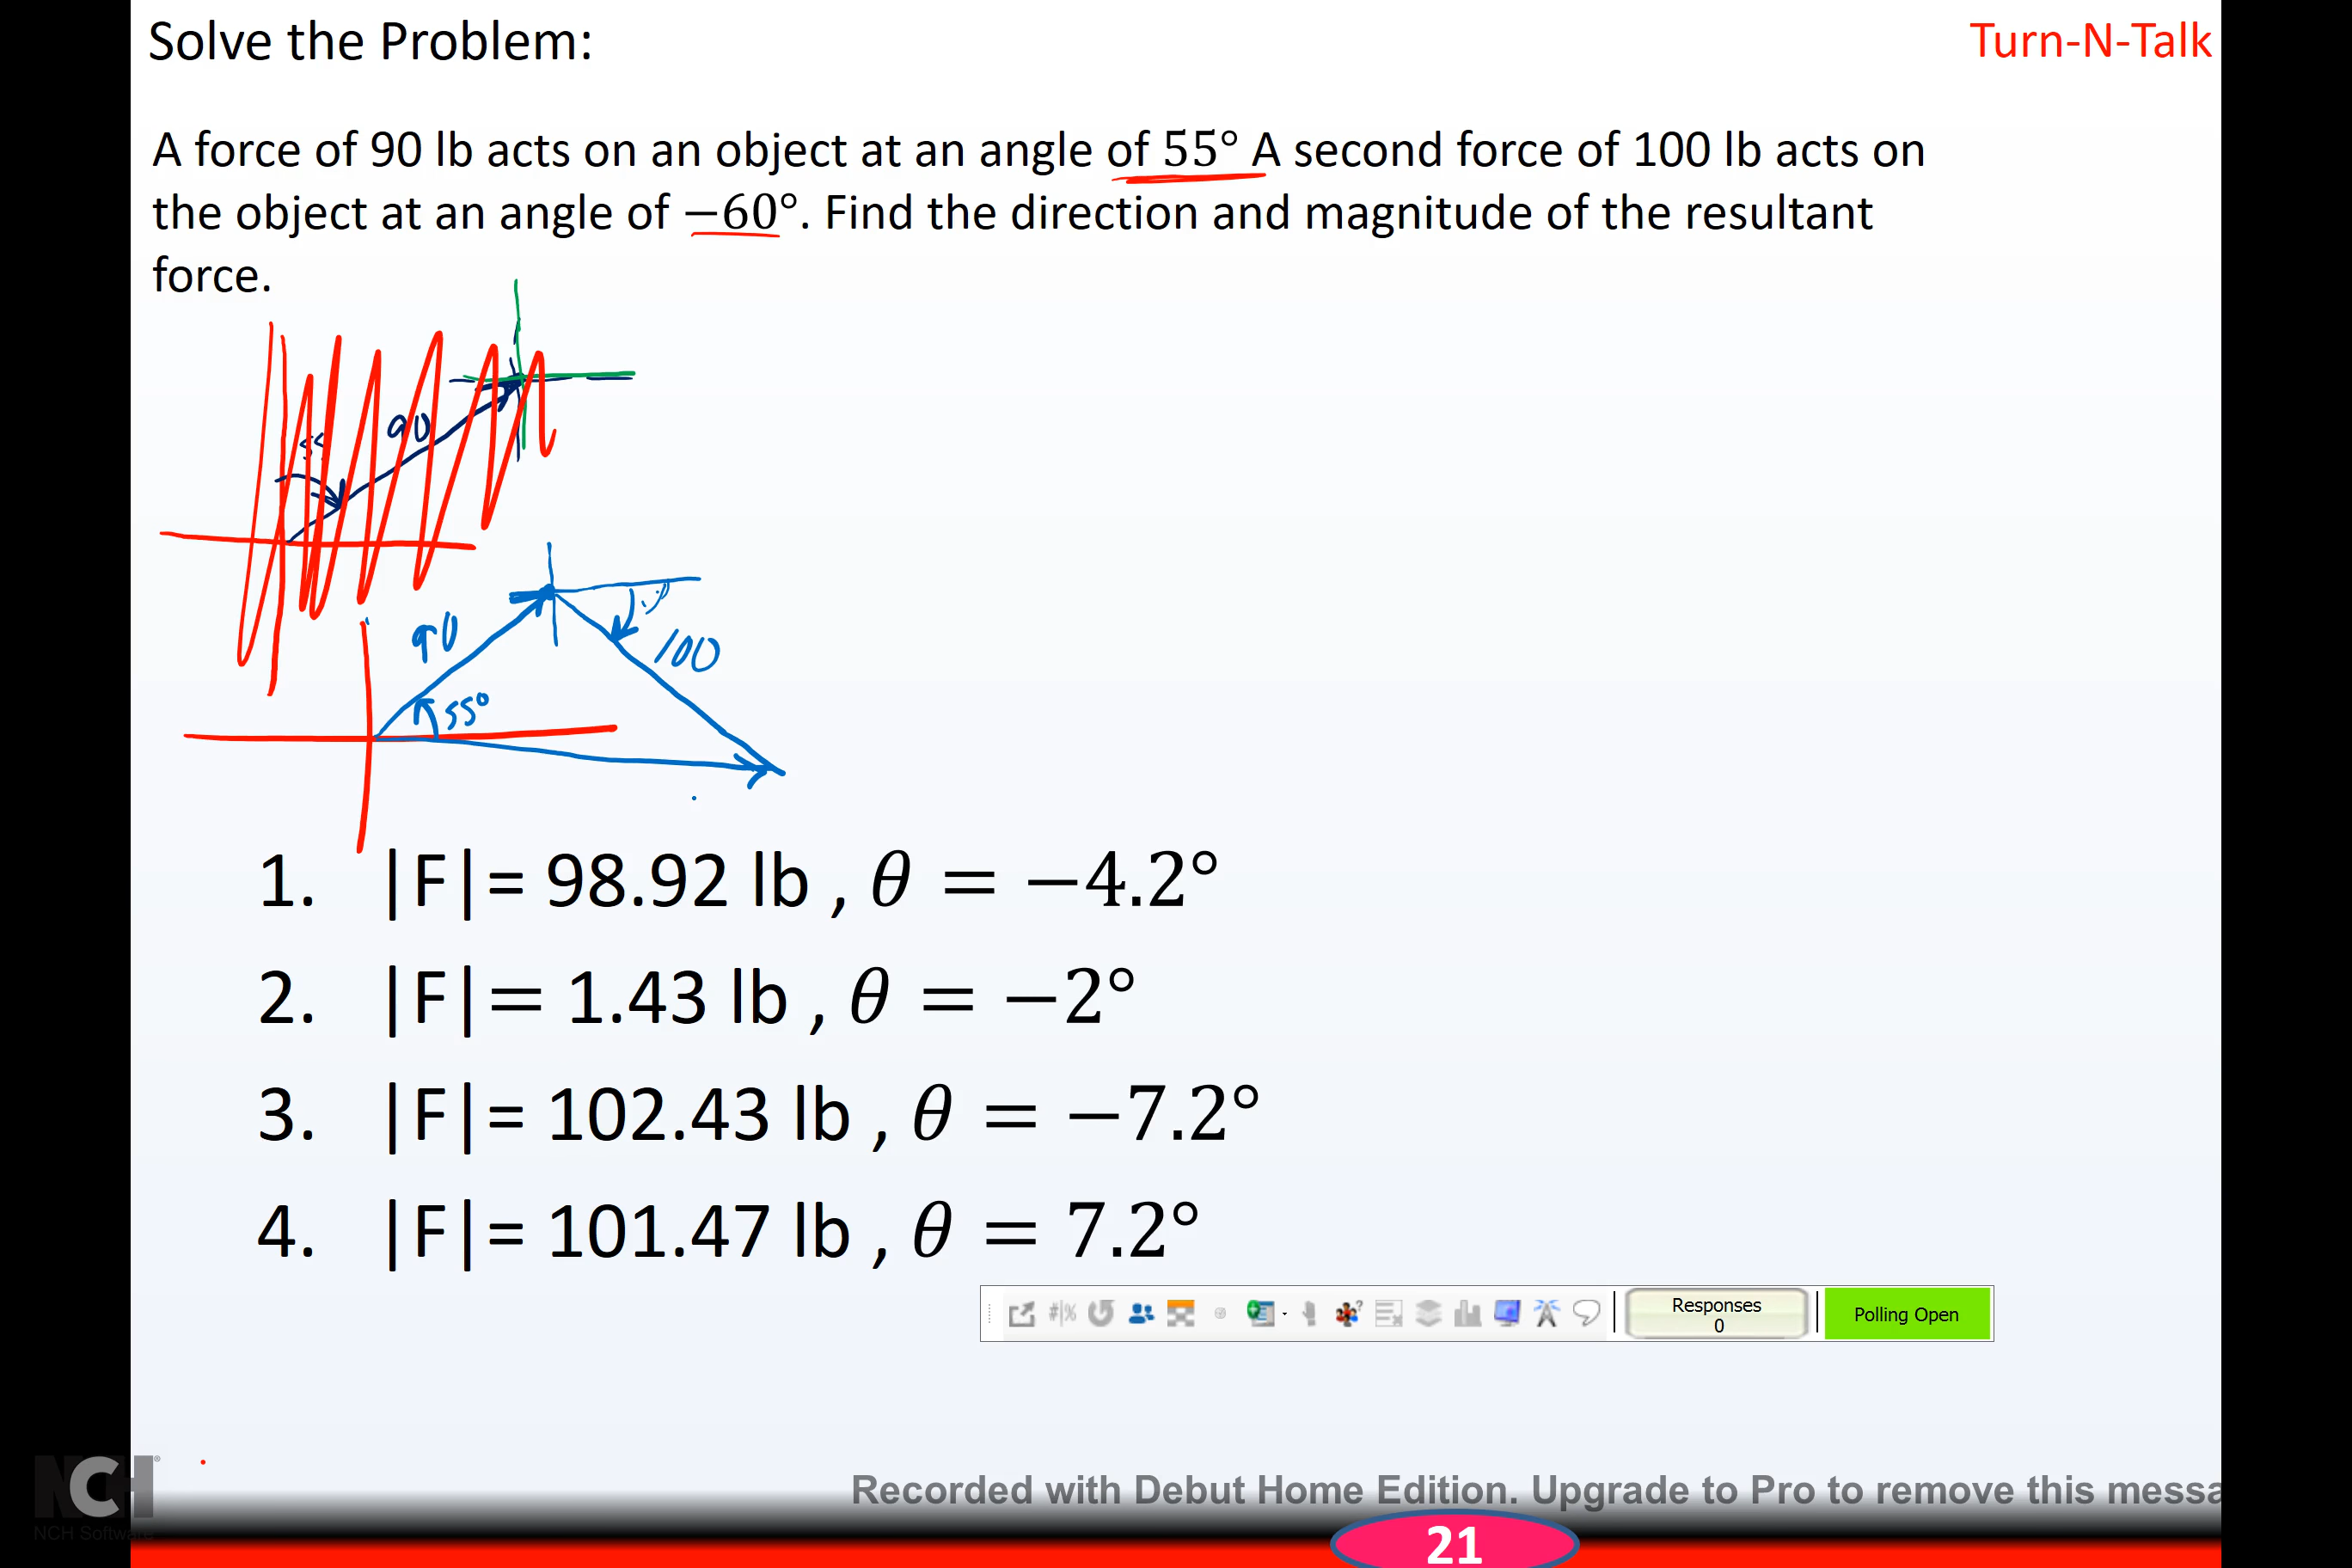 Solve the Problem:
Turn-N-Talk
A force of 90 lb acts on an object at an angle of 55° A second force of 100 lb acts on
the object at an angle of −60°. Find the direction and magnitude of the resultant
force.
90
55
90
100
55°
1. |F|= 98.92 lb , θ = −4.2°
2. |F|= 1.43 lb , θ = −2°
3. |F|= 102.43 lb , θ = −7.2°
4. |F|= 101.47 lb , θ = 7.2°
#|% Responses
0
Polling Open
NCH®
NCH Software
Recorded with Debut Home Edition. Upgrade to Pro to remove this messa
21